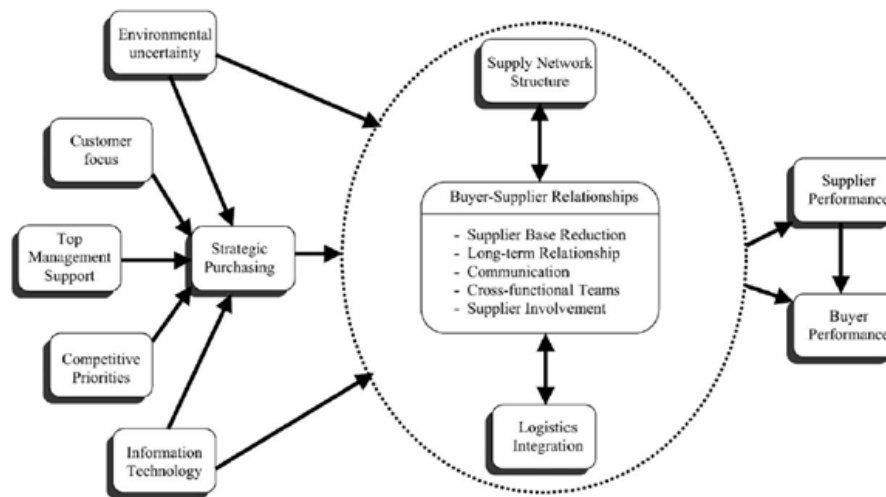 Environmental
uncertainty
Customer
focus
Top
Management
Support
Competitive
Priorities
Information
Technology
Strategic
Purchasing
Supply Network
Structure
Buyer-Supplier Relationships
- Supplier Base Reduction
- Long-term Relationship
- Communication
- Cross-functional Teams
- Supplier Involvement
Logistics
Integration
Supplier
Performance
Buyer
Performance